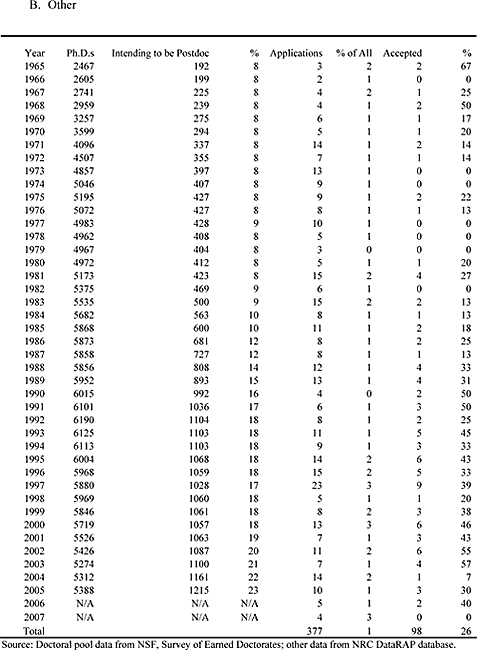 B. Other
Year Ph.D.s Intending to be Postdoc % Applications % of All Accepted %
1965 2467 192 8 3 2 2 67
1966 2605 199 8 2 1 0 0
1967 2741 225 8 4 2 1 25
1968 2959 239 8 4 1 2 50
1969 3257 275 8 6 1 1 17
1970 3599 294 8 5 1 1 20
1971 4096 337 8 14 1 2 14
1972 4507 355 8 7 1 1 14
1973 4857 397 8 13 1 0 0
1974 5046 407 8 9 1 0 0
1975 5195 427 8 9 1 2 22
1976 5072 427 8 8 1 1 13
1977 4983 428 9 10 1 0 0
1978 4962 408 8 5 1 0 0
1979 4967 404 8 3 0 0 0
1980 4972 412 8 5 1 1 20
1981 5173 423 8 15 2 4 27
1982 5375 469 9 6 1 0 0
1983 5535 500 9 15 2 2 13
1984 5682 563 10 8 1 1 13
1985 5868 600 10 11 1 2 18
1986 5873 681 12 8 1 2 25
1987 5858 727 12 8 1 1 13
1988 5856 808 14 12 1 4 33
1989 5952 893 15 13 1 4 31
1990 6015 992 16 4 0 2 50
1991 6101 1036 17 6 1 3 50
1992 6190 1104 18 8 1 2 25
1993 6125 1103 18 11 1 5 45
1994 6113 1103 18 9 1 3 33
1995 6004 1068 18 14 2 6 43
1996 5968 1059 18 15 2 5 33
1997 5880 1028 17 23 3 9 39
1998 5969 1060 18 5 1 1 20
1999 5846 1061 18 8 2 3 38
2000 5719 1057 18 13 3 6 46
2001 5526 1063 19 7 1 3 43
2002 5426 1087 20 11 2 6 55
2003 5274 1100 21 7 1 4 57
2004 5312 1161 22 14 2 1 7
2005 5388 1215 23 10 1 3 30
2006 N/A N/A N/A 5 1 2 40
2007 N/A N/A N/A 4 3 0 0
Total 377 1 98 26
Source: Doctoral pool data from NSF, Survey of Earned Doctorates; other data from NRC DataRAP database.